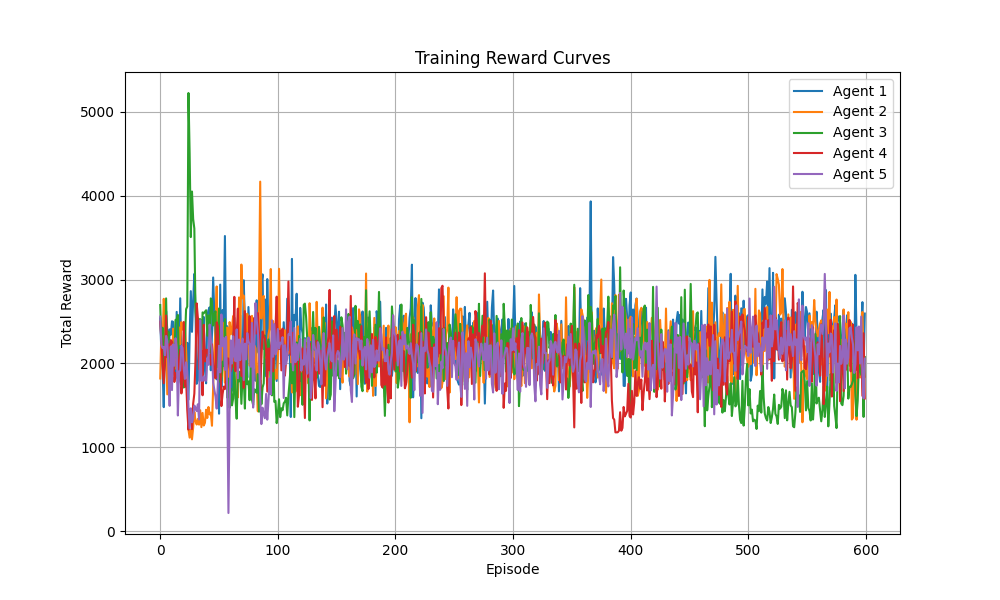 Training Reward Curves
Total Reward
5000
4000
3000
2000
1000
0
0 100 200 300 400 500 600
Episode
Agent 1
Agent 2
Agent 3
Agent 4
Agent 5